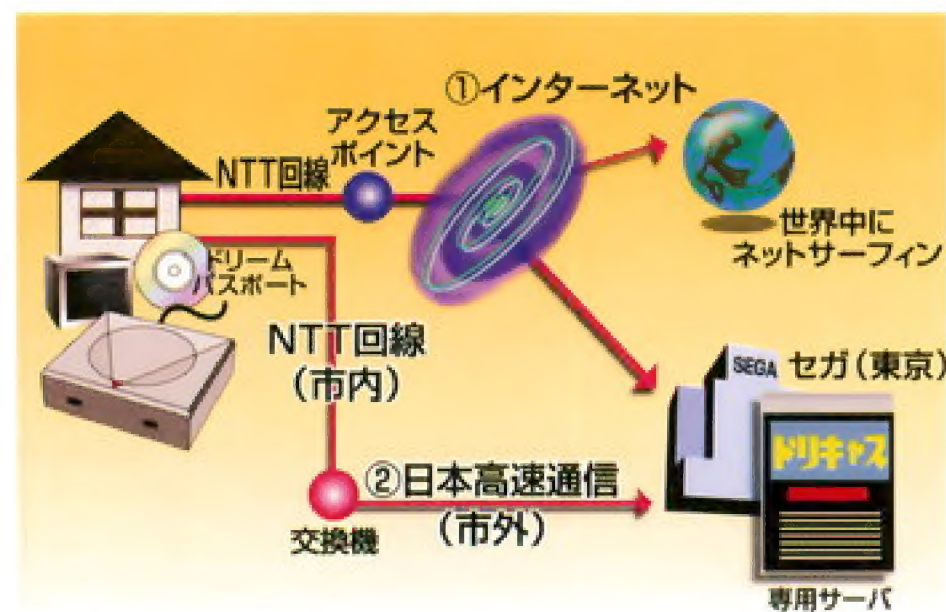 ①インターネット
アクセス
ポイント
NTT回線
世界中に
ネットサーフィン
ドリーム
パスポート
NTT回線
(市内)
SEGA
セガ(東京)
ドリキャス
②日本高速通信
(市外)
交換機
専用サーバ